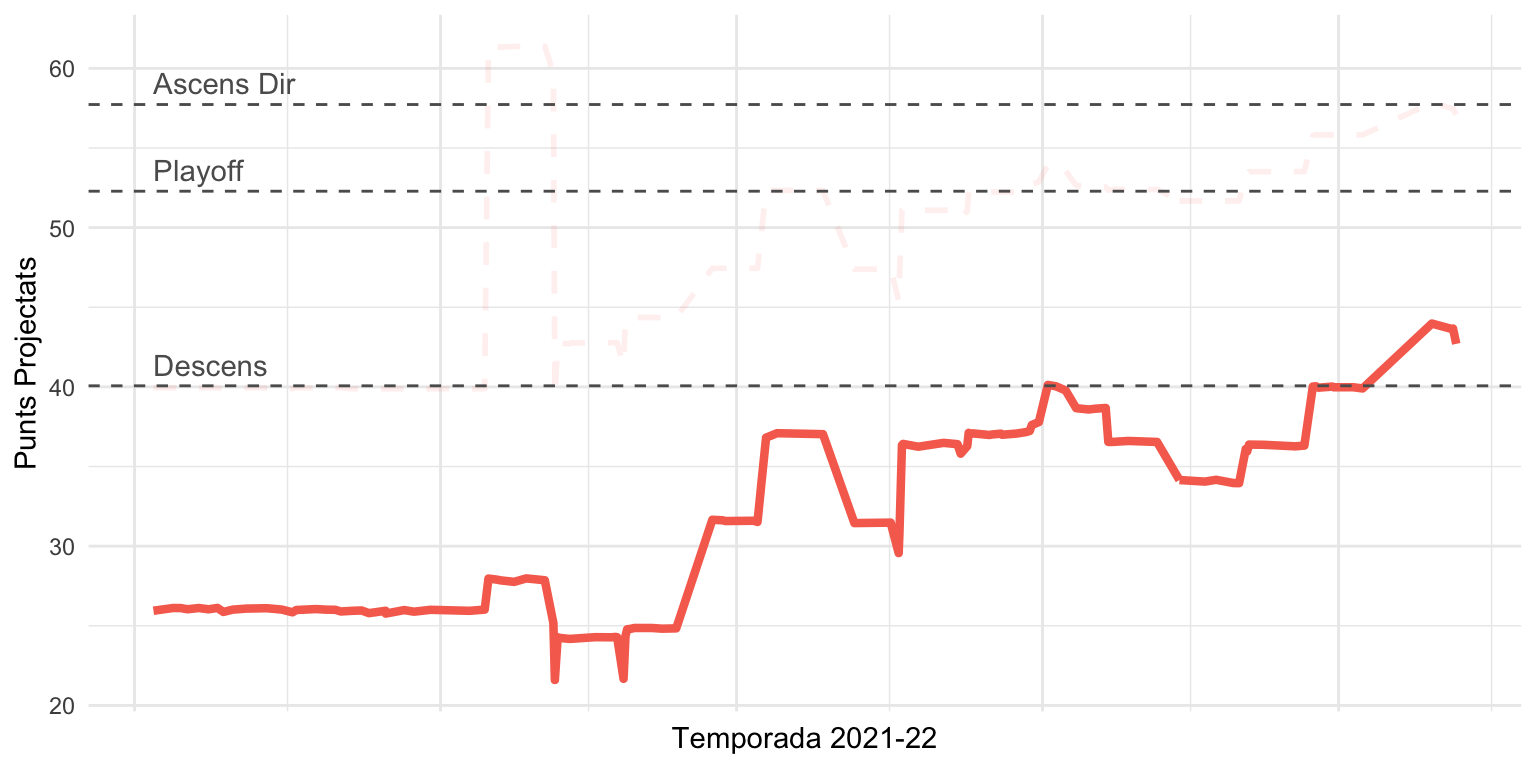 60
Ascens Dir
Playoff
50
Descens
40
30
20
Punts Projectats
Temporada 2021-22